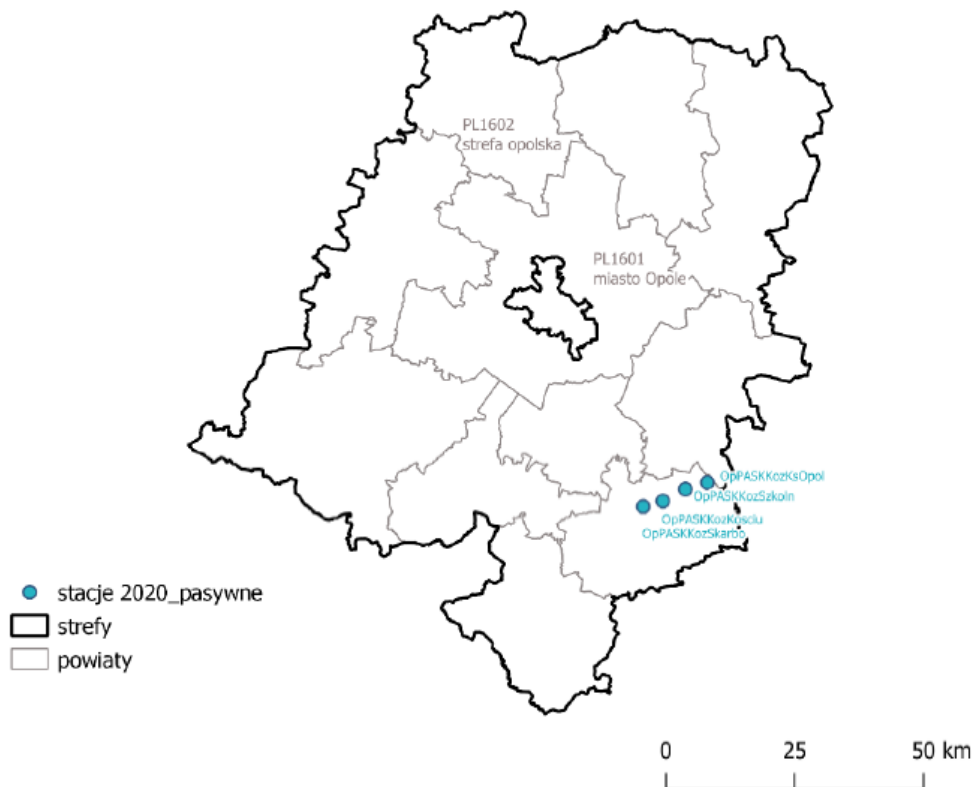 PL1602
strefa opolska
PL1601
miasto Opole
OpPASKKozKsOpol
OpPASKKozSzkoln
OpPASKKozKosciu
OpPASKKozSkarbo
stacje 2020_pasywne
strefy
powiaty
0 25 50 km